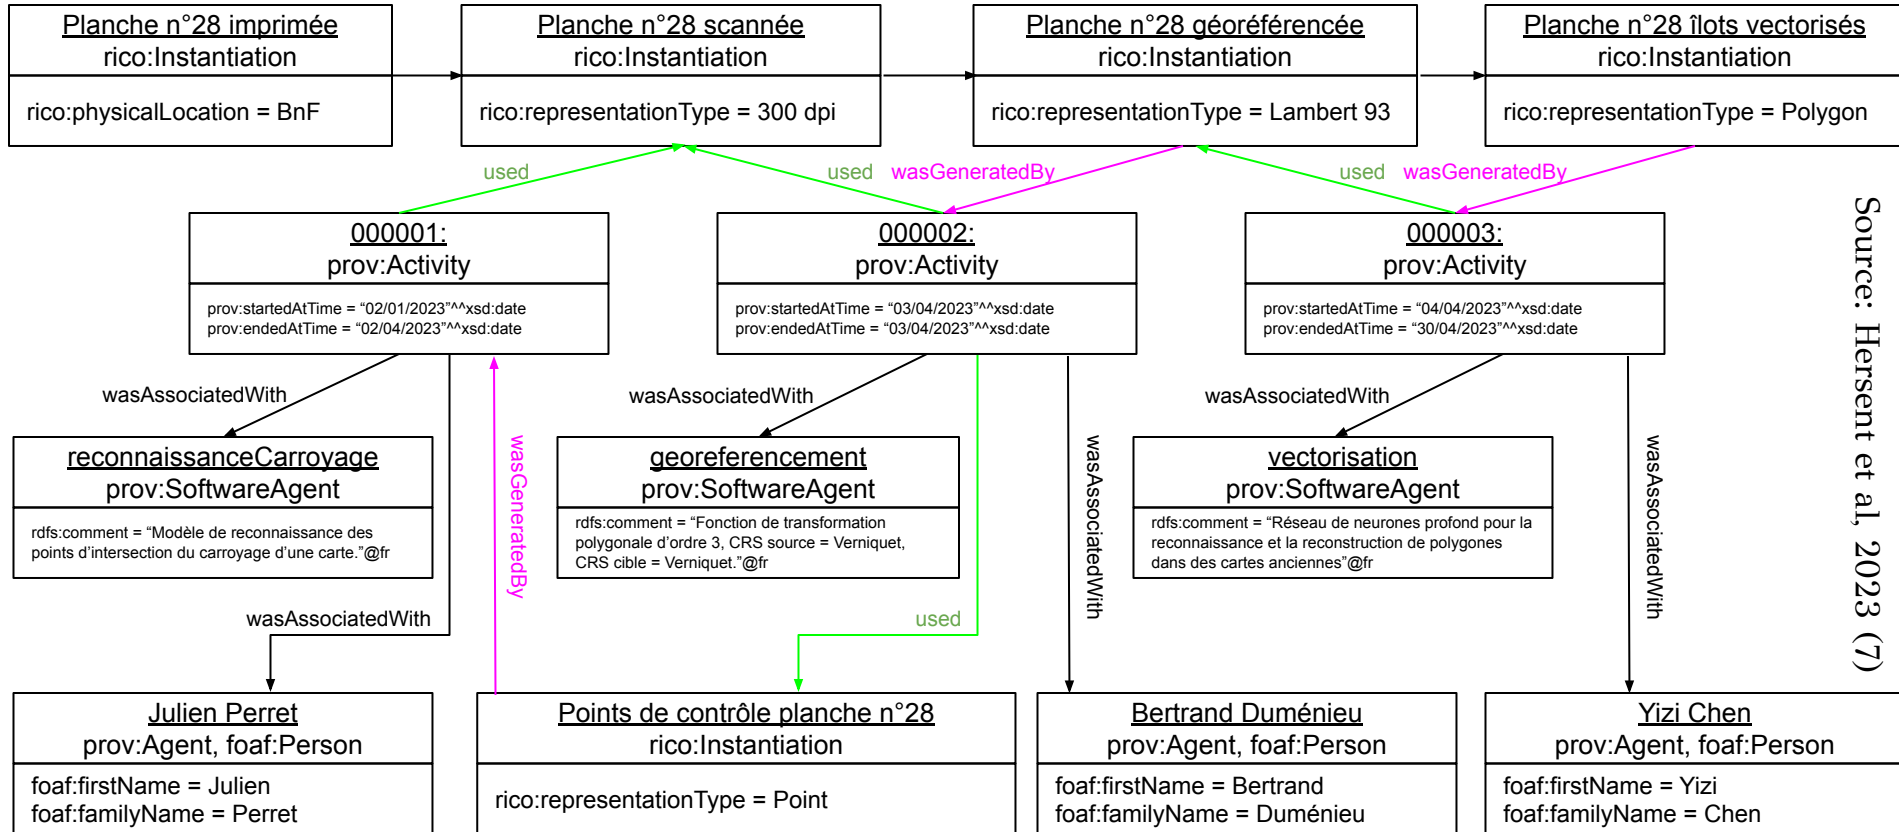 Planche n°28 imprimée
rico:Instantiation
rico:physicalLocation = BnF
Planche n°28 scannée
rico:Instantiation
rico:representationType = 300 dpi
Planche n°28 géoréférencée
rico:Instantiation
rico:representationType = Lambert 93
Planche n°28 îlots vectorisés
rico:Instantiation
rico:representationType = Polygon
used
used
wasGeneratedBy
used
wasGeneratedBy
000001:
prov:Activity
prov:startedAtTime = “02/01/2023”^^xsd:date
prov:endedAtTime = “02/04/2023”^^xsd:date
000002:
prov:Activity
prov:startedAtTime = “03/04/2023”^^xsd:date
prov:endedAtTime = “03/04/2023”^^xsd:date
000003:
prov:Activity
prov:startedAtTime = “04/04/2023”^^xsd:date
prov:endedAtTime = “30/04/2023”^^xsd:date
wasAssociatedWith
wasAssociatedWith
wasAssociatedWith
reconnaissanceCarroyage
prov:SoftwareAgent
rdfs:comment = “Modèle de reconnaissance des
points d’intersection du carroyage d’une carte.”@fr
wasGeneratedBy
georeferencement
prov:SoftwareAgent
rdfs:comment = “Fonction de transformation
polygonale d’ordre 3, CRS source = Verniquet,
CRS cible = Verniquet.”@fr
wasAssociatedWith
vectorisation
prov:SoftwareAgent
rdfs:comment = “Réseau de neurones profond pour la
reconnaissance et la reconstruction de polygones
dans des cartes anciennes”@fr
wasAssociatedWith
wasAssociatedWith
used
Julien Perret
prov:Agent, foaf:Person
foaf:firstName = Julien
foaf:familyName = Perret
Points de contrôle planche n°28
rico:Instantiation
rico:representationType = Point
Bertrand Duménieu
prov:Agent, foaf:Person
foaf:firstName = Bertrand
foaf:familyName = Duménieu
Yizi Chen
prov:Agent, foaf:Person
foaf:firstName = Yizi
foaf:familyName = Chen
Source: Hersent et al, 2023 (7)